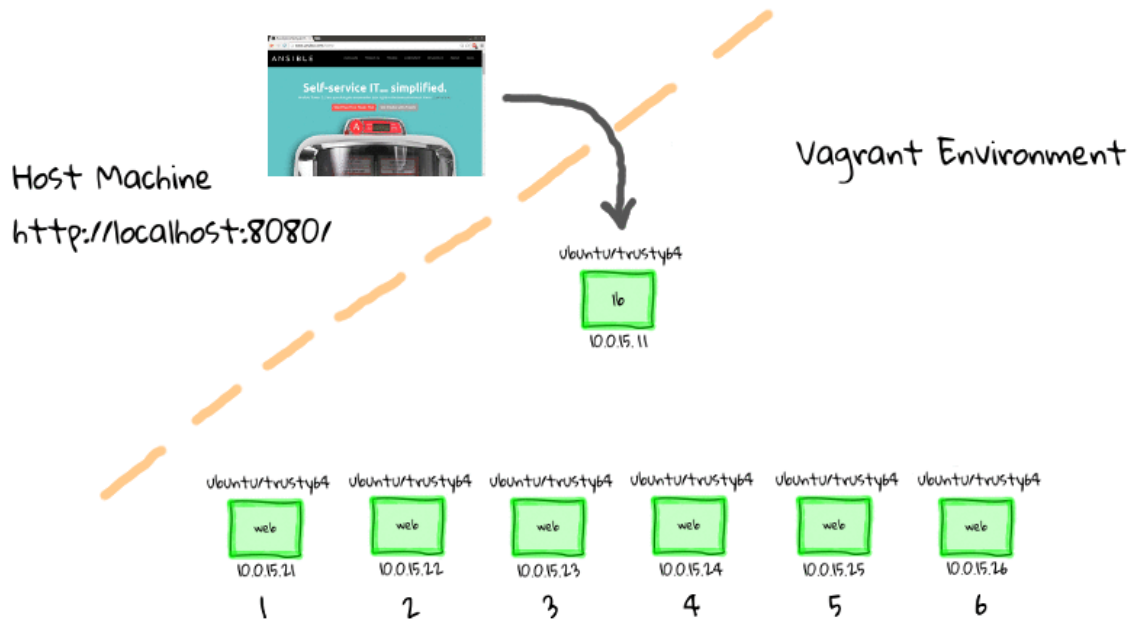 ANSIBLE
Self-service IT... simplified.
Host Machine
http://localhost:8080/
Vagrant Environment
ubuntu/trusty64
lb
10.0.15.11
ubuntu/trusty64 ubuntu/trusty64 ubuntu/trusty64 ubuntu/trusty64 ubuntu/trusty64 ubuntu/trusty64
web web web web web web
10.0.15.21 10.0.15.22 10.0.15.23 10.0.15.24 10.0.15.25 10.0.15.26
1 2 3 4 5 6